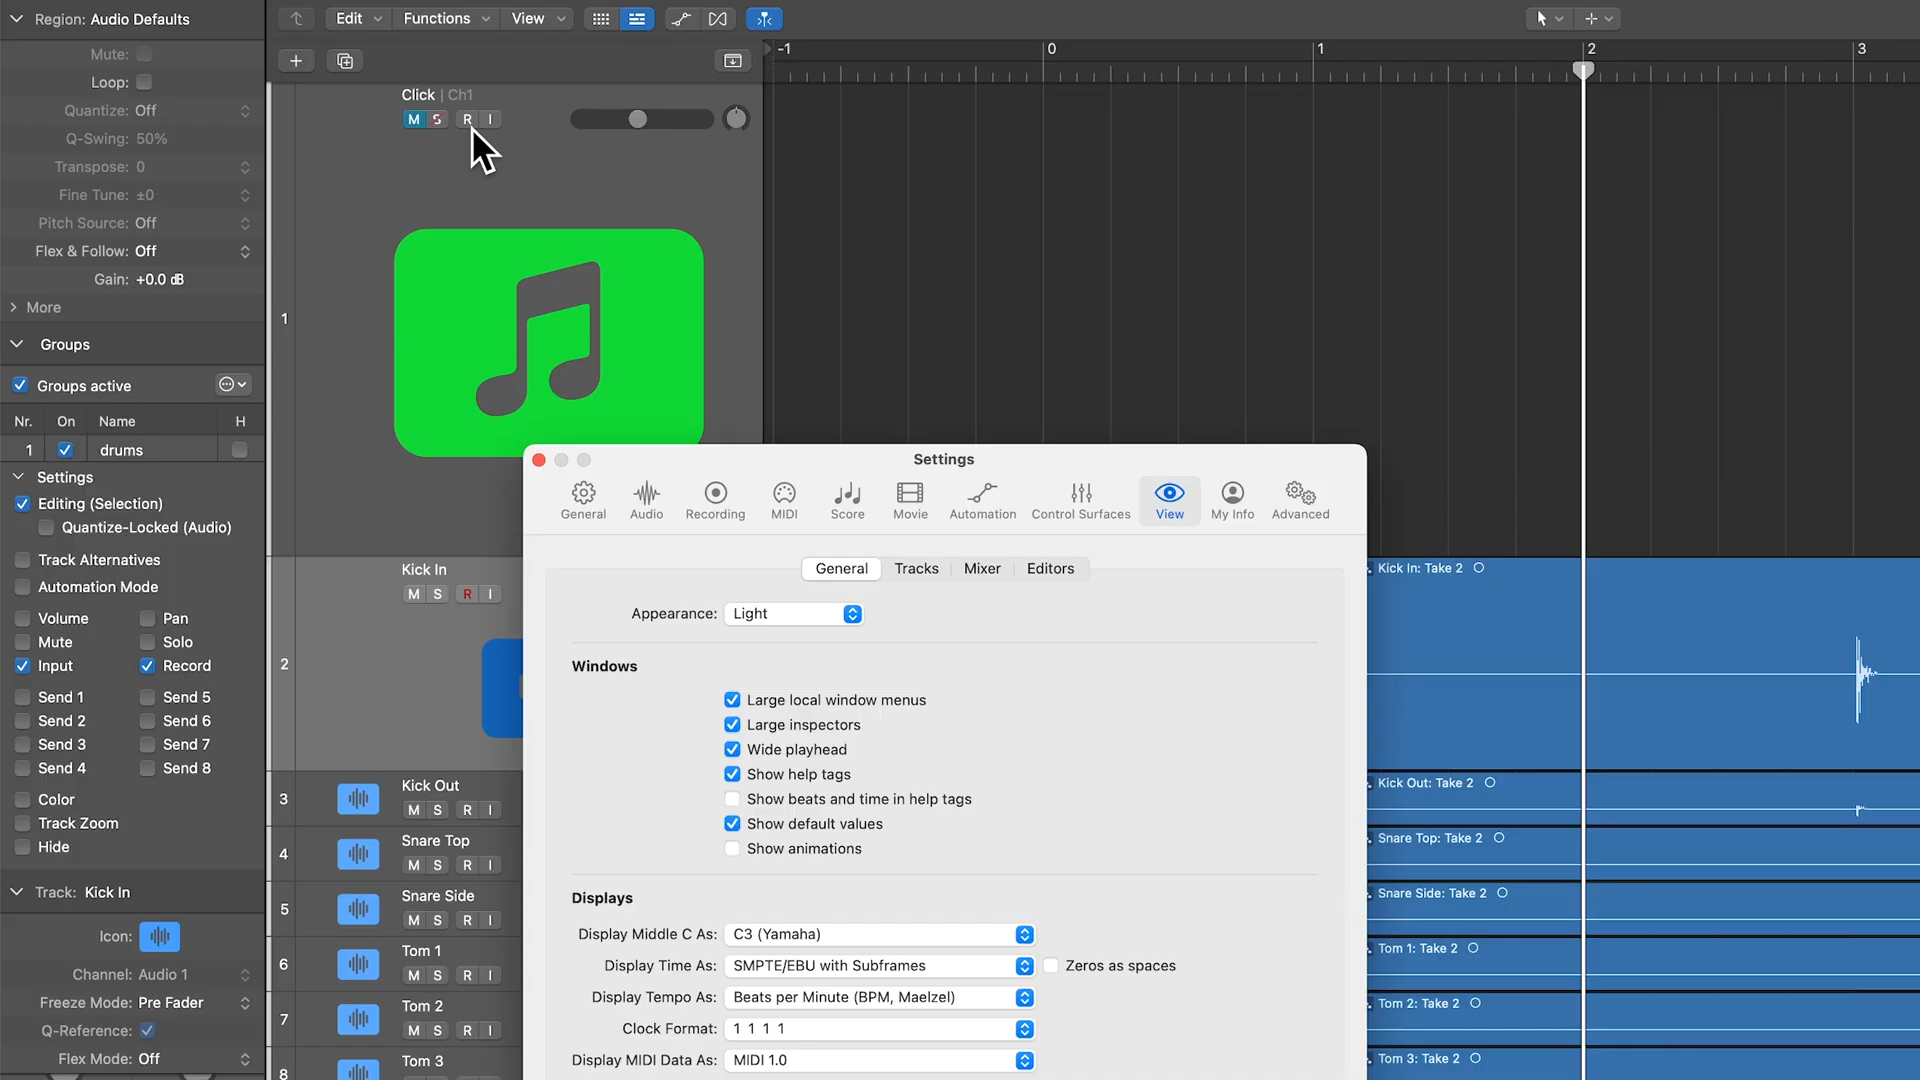 Region: Audio Defaults
Mute:
Loop:
Quantize: Off
Q-Swing: 50%
Transpose: 0
Fine Tune: ±0
Pitch Source: Off
Flex & Follow: Off
Gain: +0.0 dB
More
Groups
Groups active
Nr. On Name H
1 drums
Settings
Editing (Selection)
Quantize-Locked (Audio)
Track Alternatives
Automation Mode
Volume Pan
Mute Solo
Input Record
Send 1 Send 5
Send 2 Send 6
Send 3 Send 7
Send 4 Send 8
Color
Track Zoom
Hide
Track: Kick In
Icon:
Channel: Audio 1
Freeze Mode: Pre Fader
Q-Reference:
Flex Mode: Off
Edit Functions View
-1 0 1 2 3
Click | Ch1
M S R I
1
Kick In
M S R I
2
Kick Out
3
M S R I
Snare Top
4
M S R I
Snare Side
5
M S R I
Tom 1
6
M S R I
Tom 2
7
M S R I
Tom 3
8
Settings
General Audio Recording MIDI Score Movie Automation Control Surfaces View My Info Advanced
General Tracks Mixer Editors
Appearance: Light
Windows
Large local window menus
Large inspectors
Wide playhead
Show help tags
Show beats and time in help tags
Show default values
Show animations
Displays
Display Middle C As: C3 (Yamaha)
Display Time As: SMPTE/EBU with Subframes Zeros as spaces
Display Tempo As: Beats per Minute (BPM, Maelzel)
Clock Format: 1 1 1 1
Display MIDI Data As: MIDI 1.0
Kick In: Take 2
Kick Out: Take 2
Snare Top: Take 2
Snare Side: Take 2
Tom 1: Take 2
Tom 2: Take 2
Tom 3: Take 2